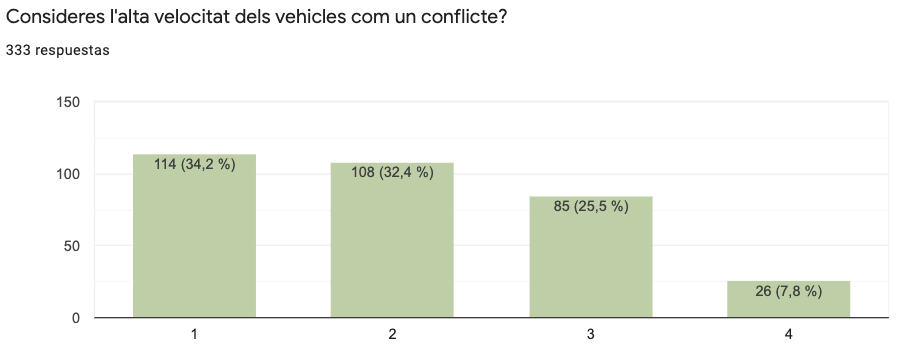 Consideres l'alta velocitat dels vehicles com un conflicte?
333 respuestas
150
100
50
0
114 (34,2 %)
108 (32,4 %)
85 (25,5 %)
26 (7,8 %)
1
2
3
4